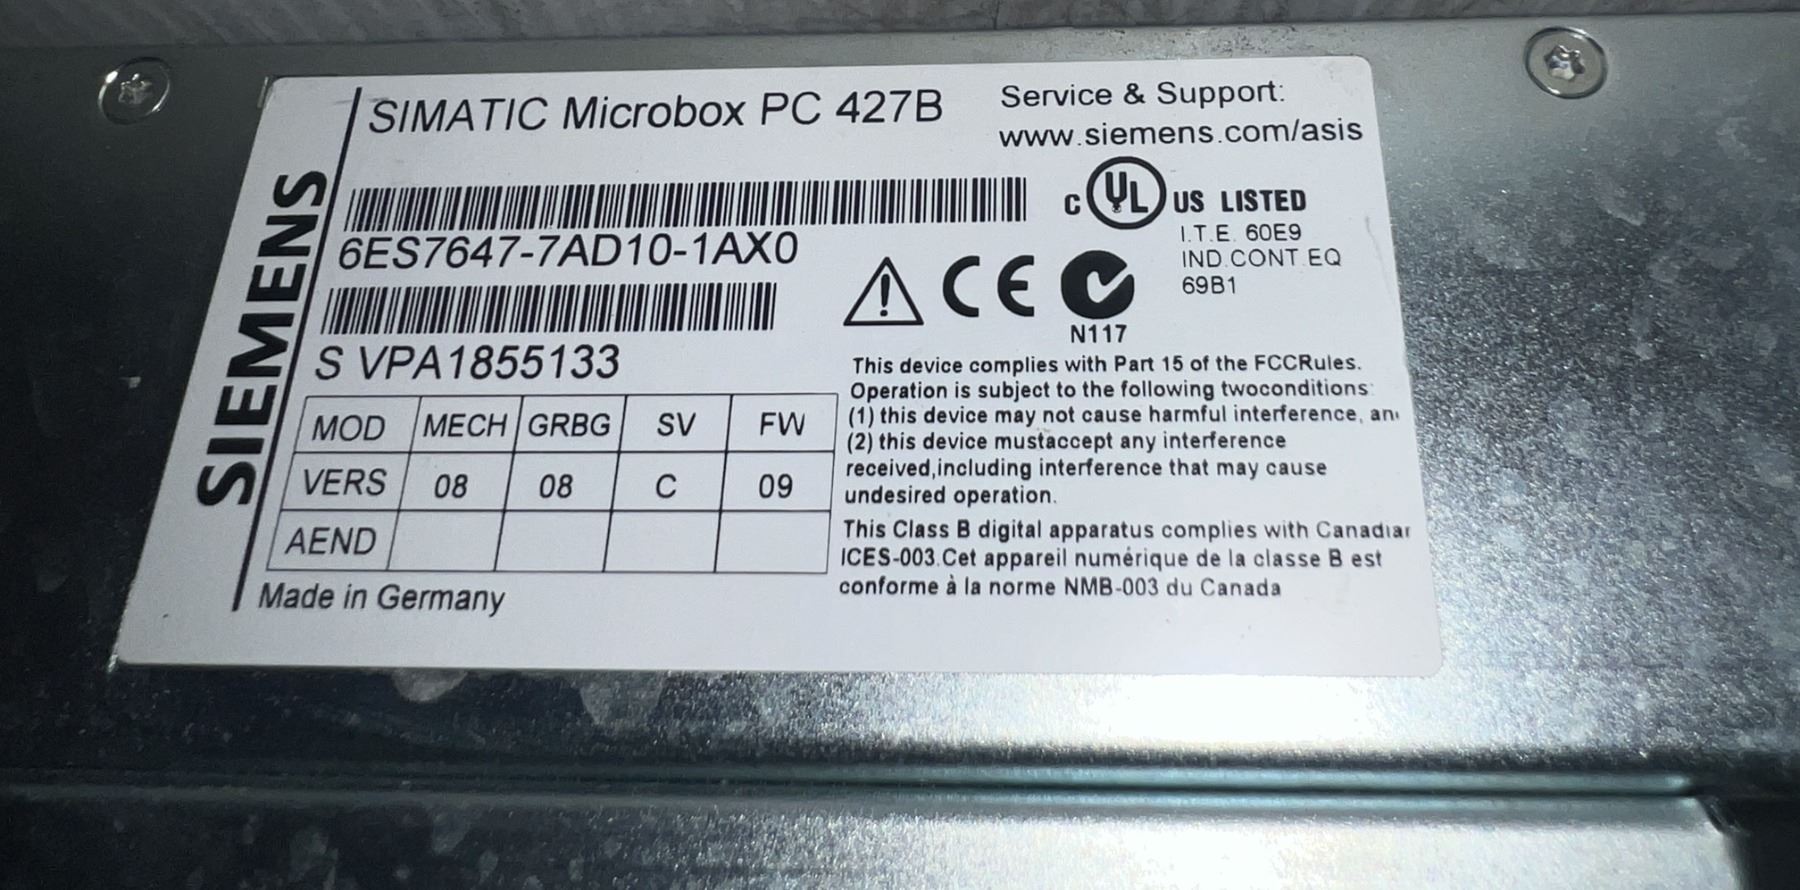 SIEMENS
SIMATIC Microbox PC 427B
Service & Support:
www.siemens.com/asis
6ES7647-7AD10-1AX0
S VPA1855133
C UL US LISTED
I.T.E. 60E9
IND.CONT.EQ
69B1
CE
N117
MOD MECH GRBG SV FW
VERS 08 08 C 09
AEND
Made in Germany
This device complies with Part 15 of the FCCRules.
Operation is subject to the following twoconditions:
(1) this device may not cause harmful interference, an
(2) this device mustaccept any interference
received,including interference that may cause
undesired operation.
This Class B digital apparatus complies with Canadian
ICES-003.Cet appareil numérique de la classe B est
conforme à la norme NMB-003 du Canada